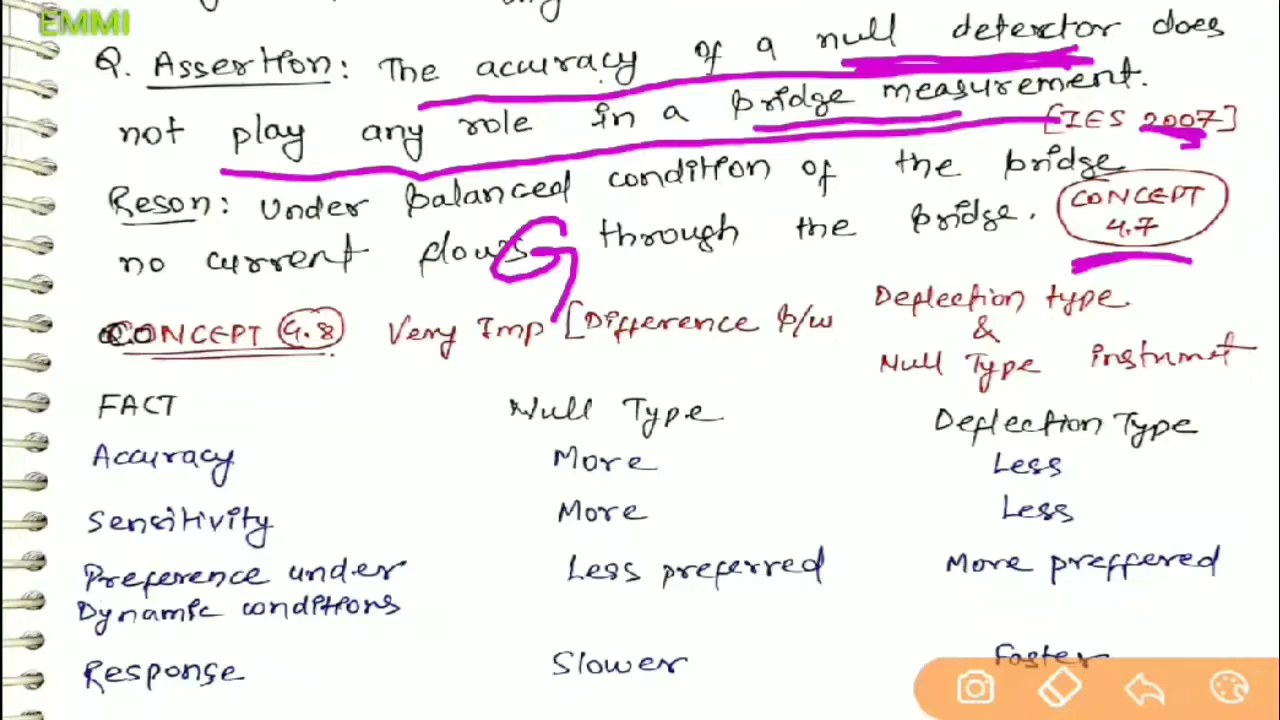 EMMI
Q. Assertion: The accuracy of a null detector does
not play any role in a bridge measurement.
[IES 2007]
Reson: Under balanced condition of the bridge
no current flows through the bridge.
CONCEPT
4.7
CONCEPT 4.8 Very Imp [Difference b/w Deflection type
&
Null Type instrumet
FACT Null Type Deflection Type
Accuracy More Less
Sensitivity More Less
Preference under Less preferred More preffered
Dynamic conditions
Response Slower Faster